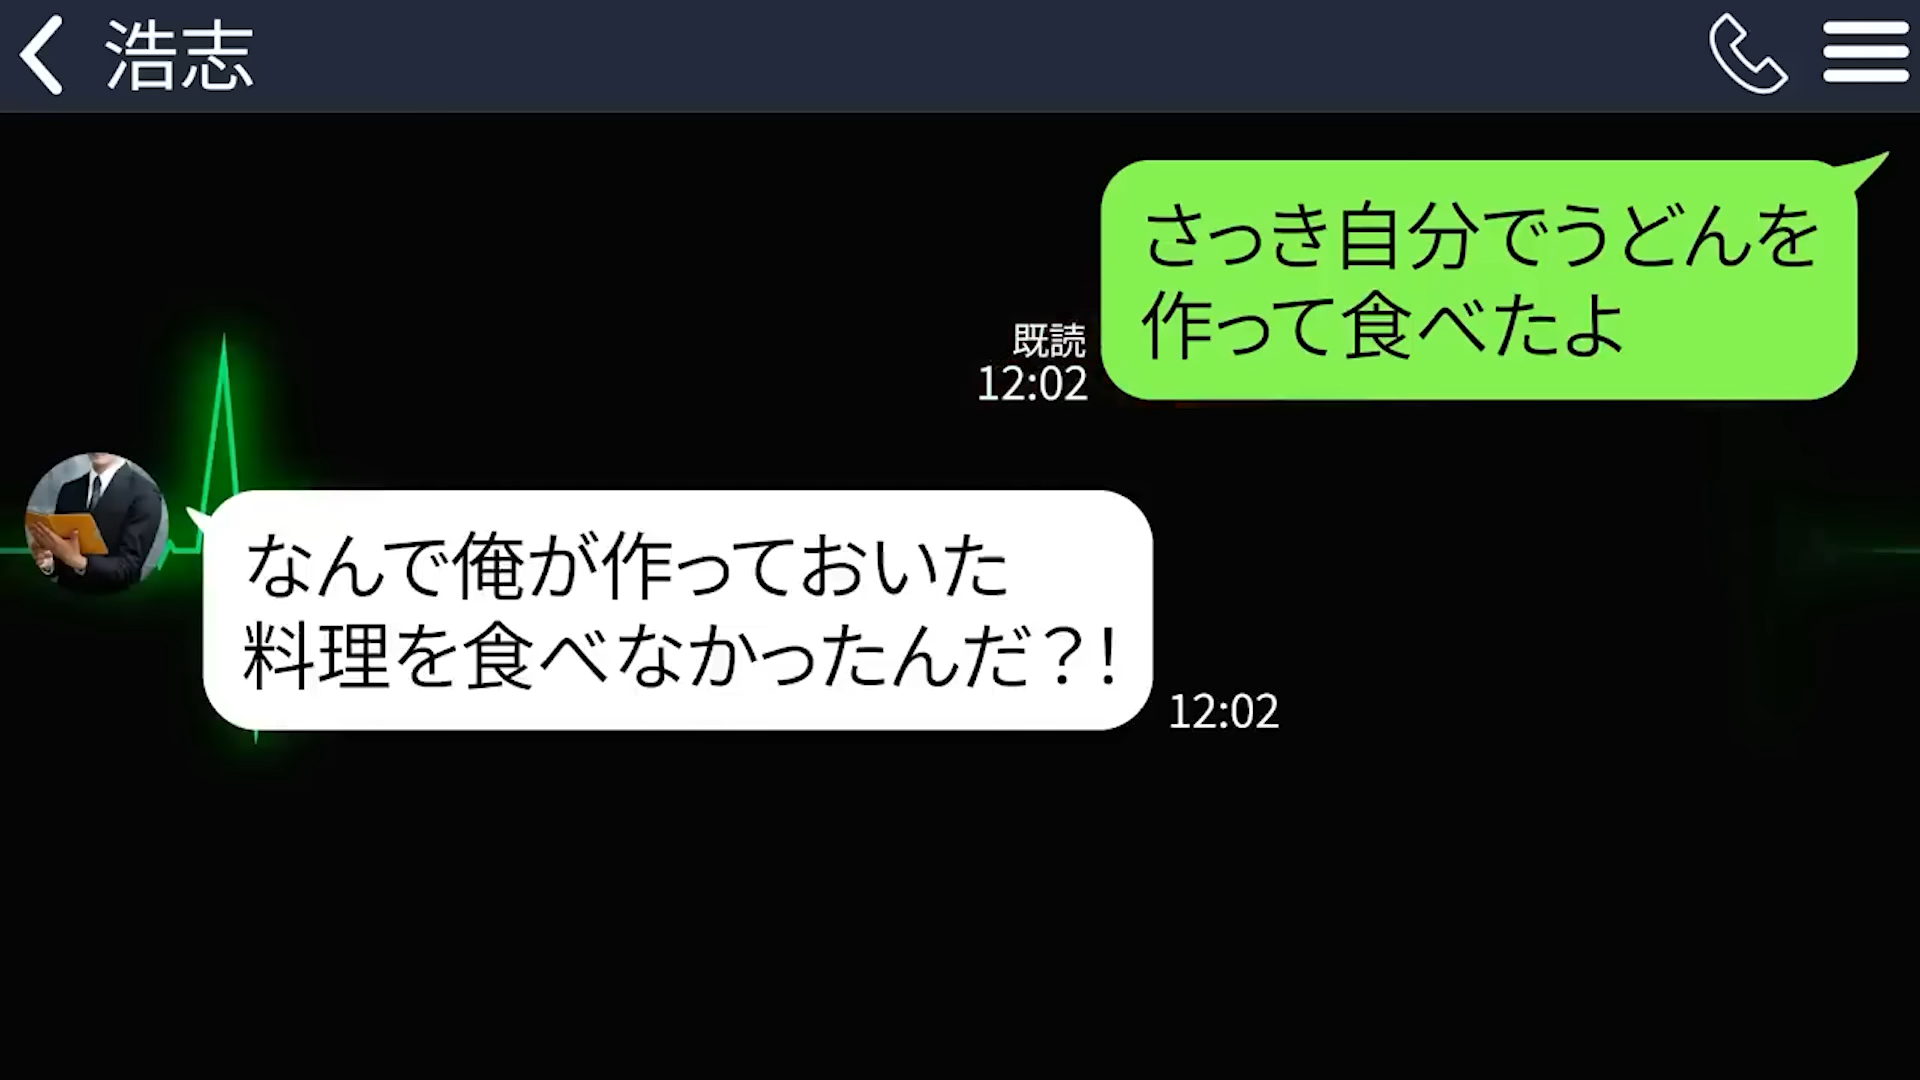 浩志
さっき自分でうどんを
作って食べたよ
既読
12:02
なんで俺が作っておいた
料理を食べなかったんだ？！
12:02